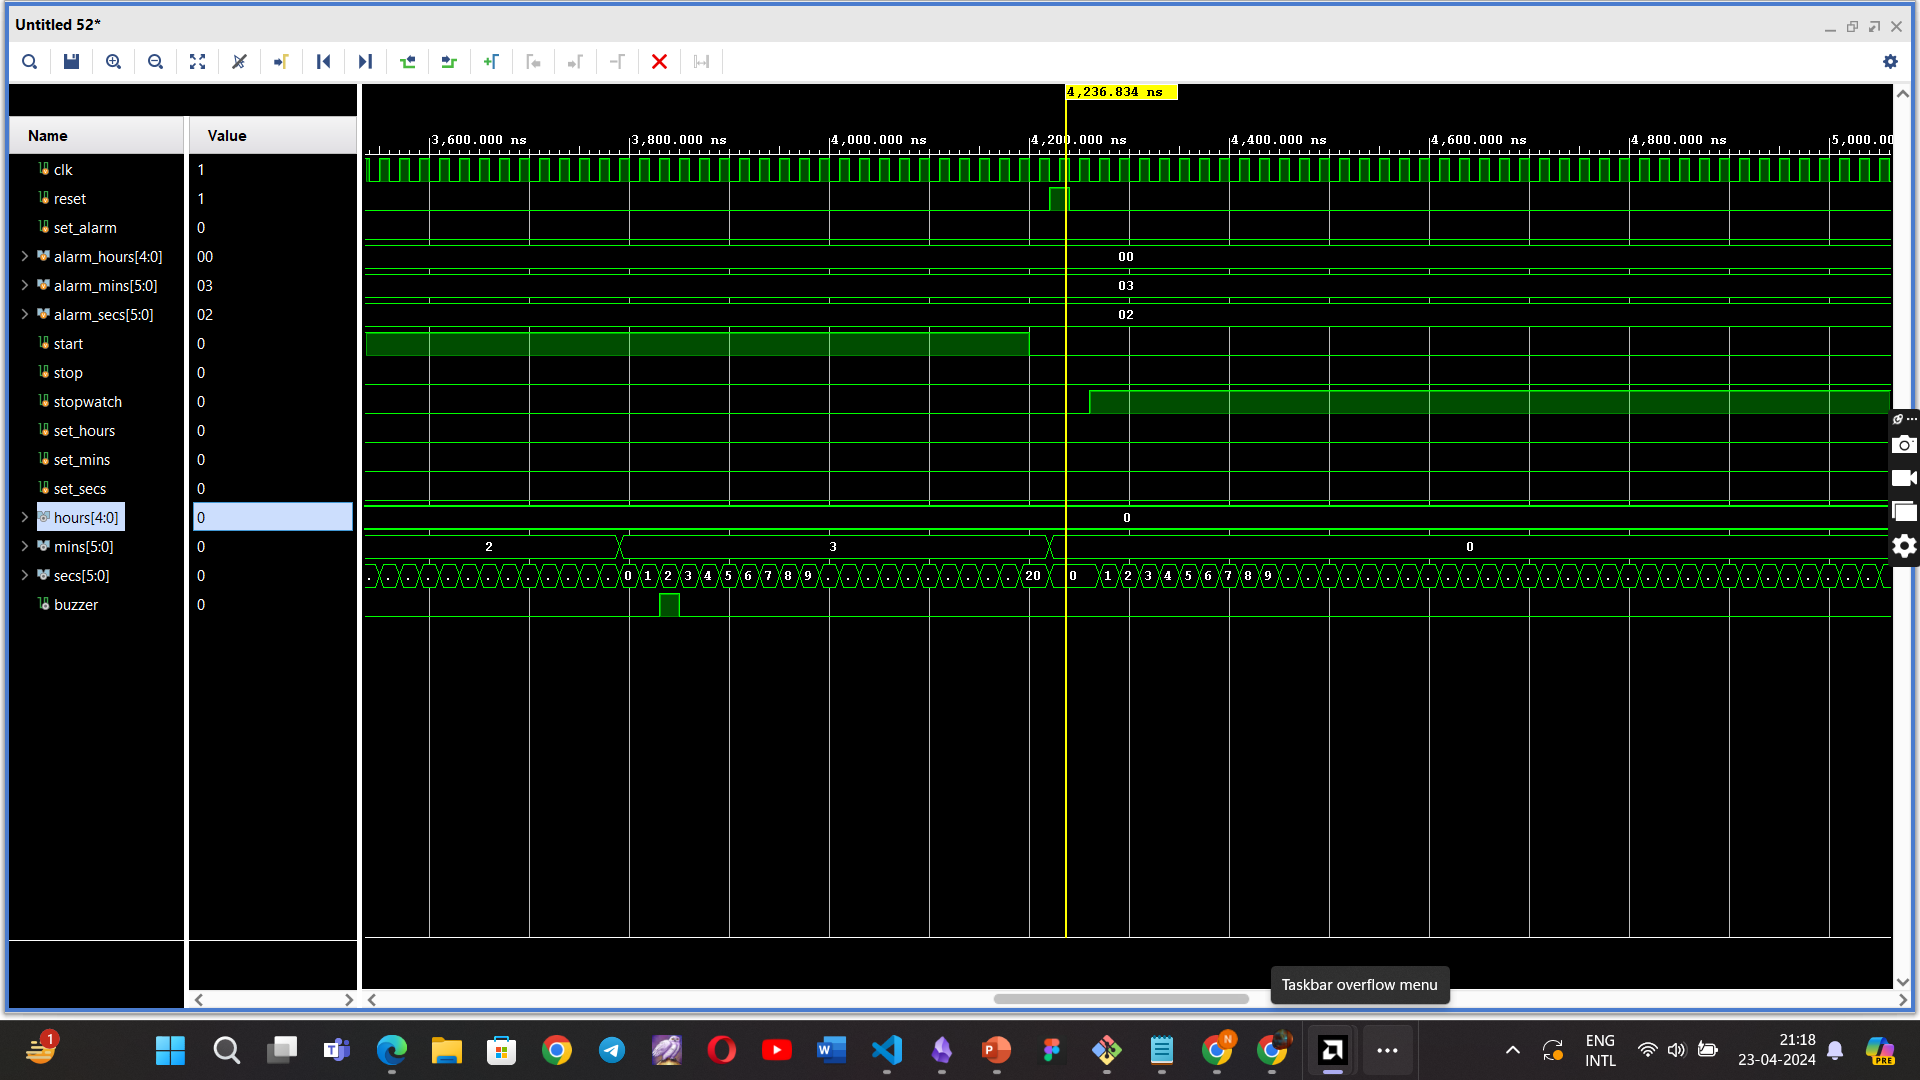 Untitled 52*
4,236.834 ns
Name Value
3,600.000 ns 3,800.000 ns 4,000.000 ns 4,200.000 ns 4,400.000 ns 4,600.000 ns 4,800.000 ns 5,000.00
clk 1
reset 1
set_alarm 0
alarm_hours[4:0] 00 00
alarm_mins[5:0] 03 03
alarm_secs[5:0] 02 02
start 0
stop 0
stopwatch 0
set_hours 0
set_mins 0
set_secs 0
hours[4:0] 0 0
mins[5:0] 0 2 3 0
secs[5:0] 0 0 1 2 3 4 5 6 7 8 9 20 0 1 2 3 4 5 6 7 8 9
buzzer 0
Taskbar overflow menu
1
N
PRE
ENG
INTL
21:18
23-04-2024